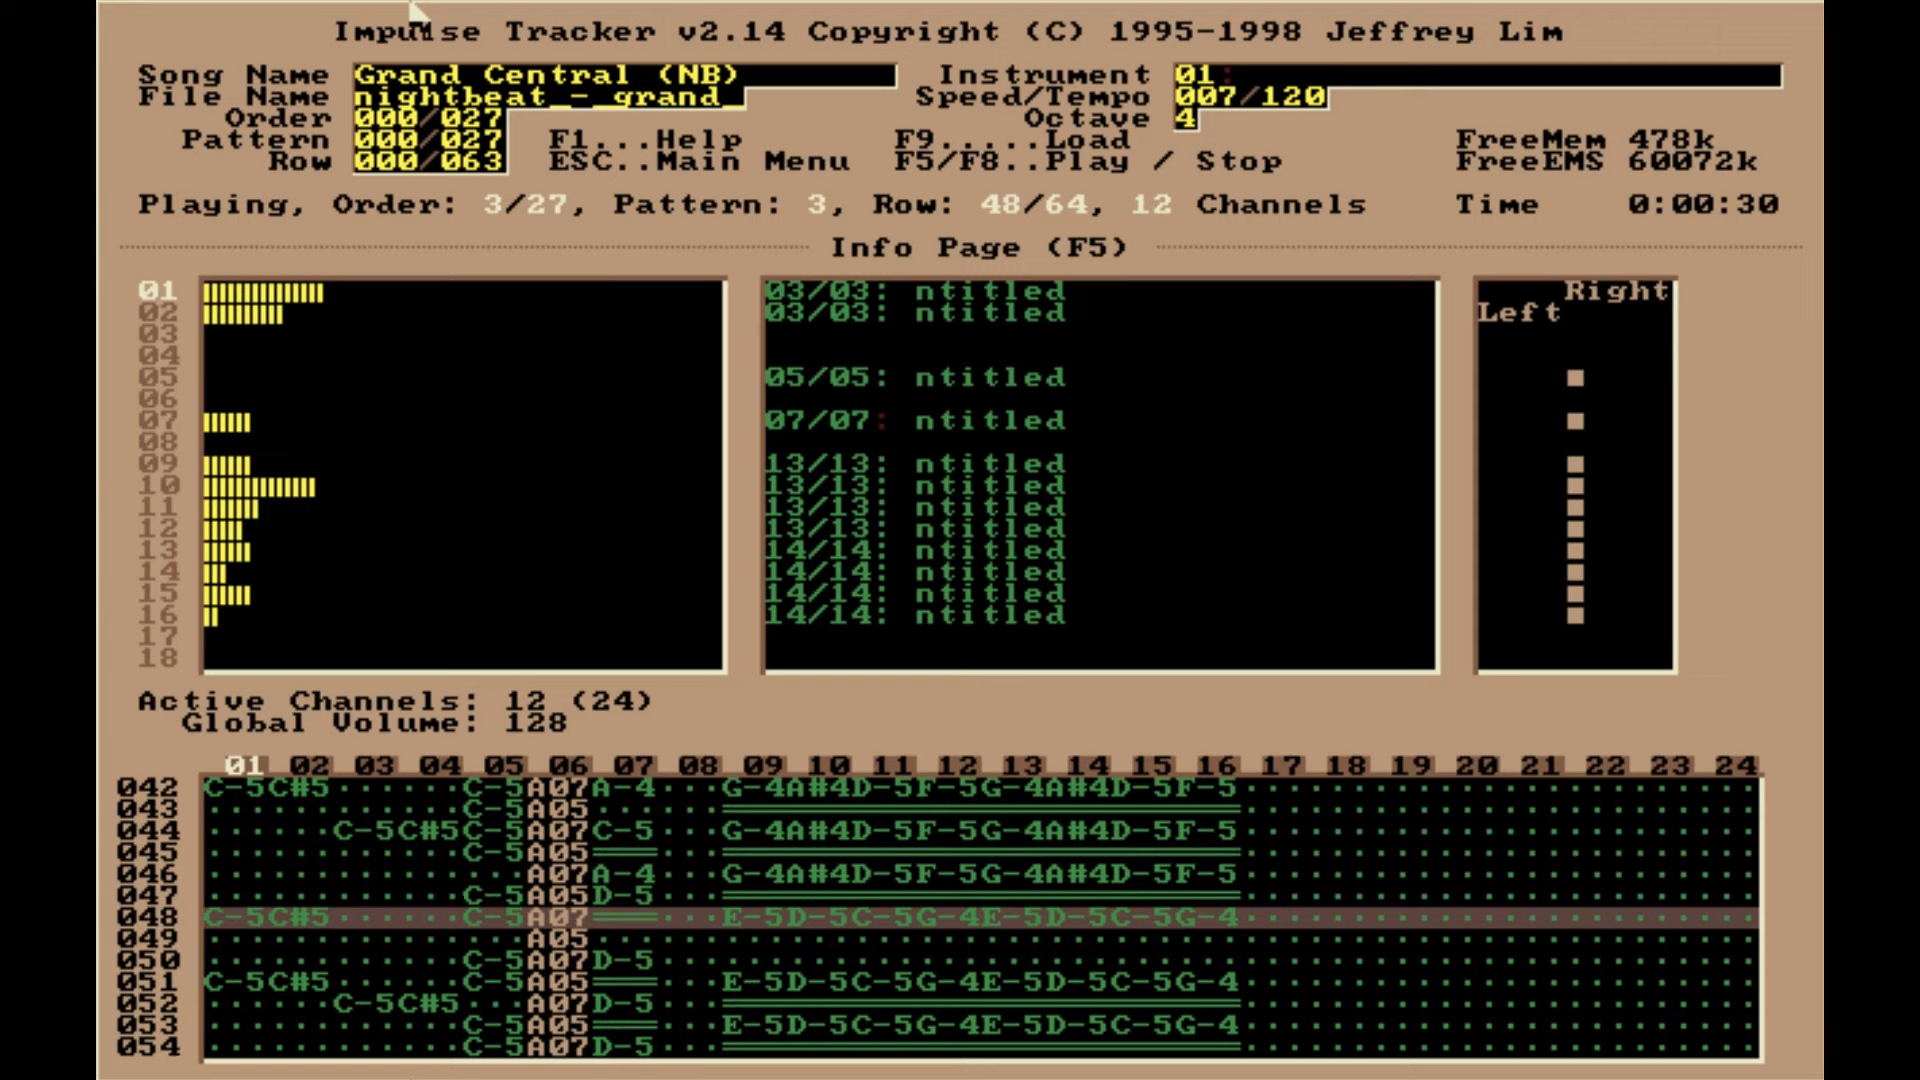 Impulse Tracker v2.14 Copyright (C) 1995-1998 Jeffrey Lim
Song Name Grand Central (NB) Instrument 01:
File Name nightbeat_-_grand_ Speed/Tempo 007/120
Order 000/027 Octave 4
Pattern 000/027 F1...Help F9.....Load FreeMem 478k
Row 000/063 ESC..Main Menu F5/F8..Play / Stop FreeEMS 60072k
Playing, Order: 3/27, Pattern: 3, Row: 48/64, 12 Channels Time 0:00:30
Info Page (F5)
01 03/03: ntitled Right
02 03/03: ntitled Left
03
04
05 05/05: ntitled
06
07 07/07: ntitled
08
09 13/13: ntitled
10 13/13: ntitled
11 13/13: ntitled
12 13/13: ntitled
13 14/14: ntitled
14 14/14: ntitled
15 14/14: ntitled
16 14/14: ntitled
17
18
Active Channels: 12 (24)
Global Volume: 128
01 02 03 04 05 06 07 08 09 10 11 12 13 14 15 16 17 18 19 20 21 22 23 24
042 C-5C#5······C-5A07A-4···G-4A#4D-5F-5G-4A#4D-5F-5························
043 ············C-5A05······════════════════════════························
044 ······C-5C#5C-5A07C-5···G-4A#4D-5F-5G-4A#4D-5F-5························
045 ············C-5A05═══···════════════════════════························
046 ···············A07A-4···G-4A#4D-5F-5G-4A#4D-5F-5························
047 ············C-5A05D-5···════════════════════════························
048 C-5C#5······C-5A07═══···E-5D-5C-5G-4E-5D-5C-5G-4························
049 ···············A05······················································
050 ············C-5A07D-5···················································
051 C-5C#5······C-5A05═══···E-5D-5C-5G-4E-5D-5C-5G-4························
052 ······C-5C#5···A07D-5···════════════════════════························
053 ············C-5A05═══···E-5D-5C-5G-4E-5D-5C-5G-4························
054 ············C-5A07D-5···════════════════════════························